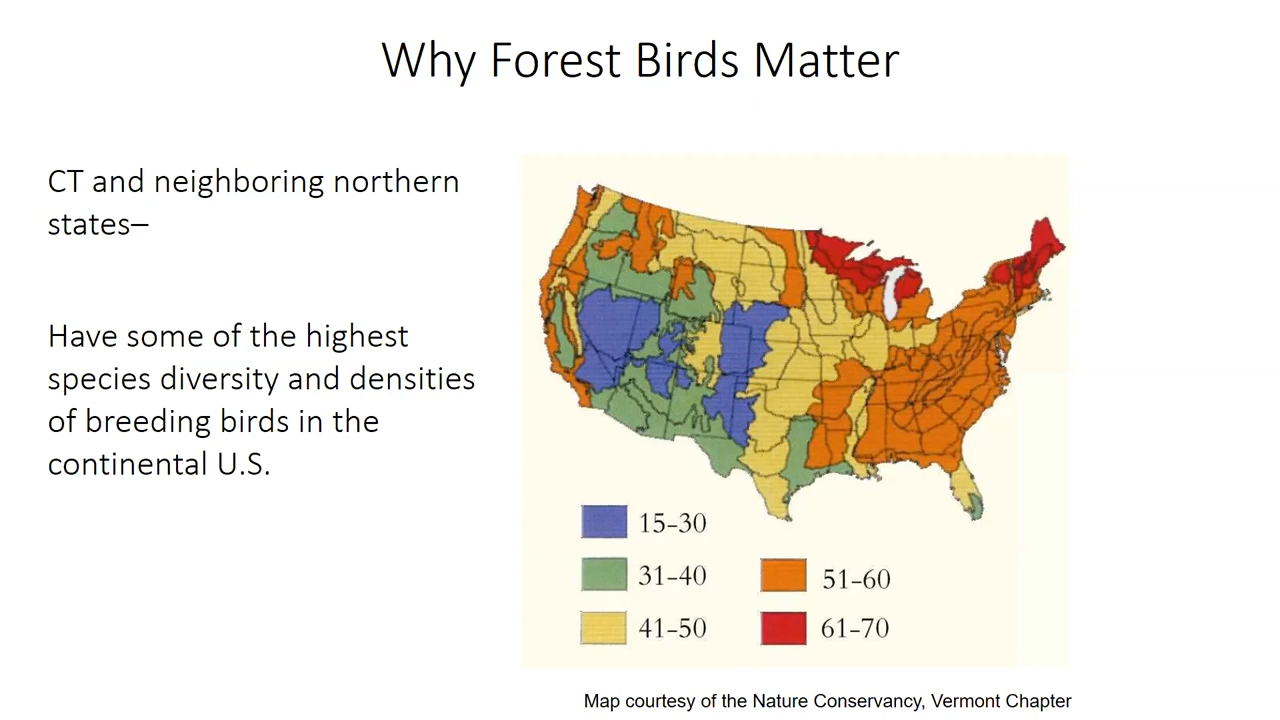 Why Forest Birds Matter
CT and neighboring northern
states–
Have some of the highest
species diversity and densities
of breeding birds in the
continental U.S.
15–30
31–40
41–50
51–60
61–70
Map courtesy of the Nature Conservancy, Vermont Chapter